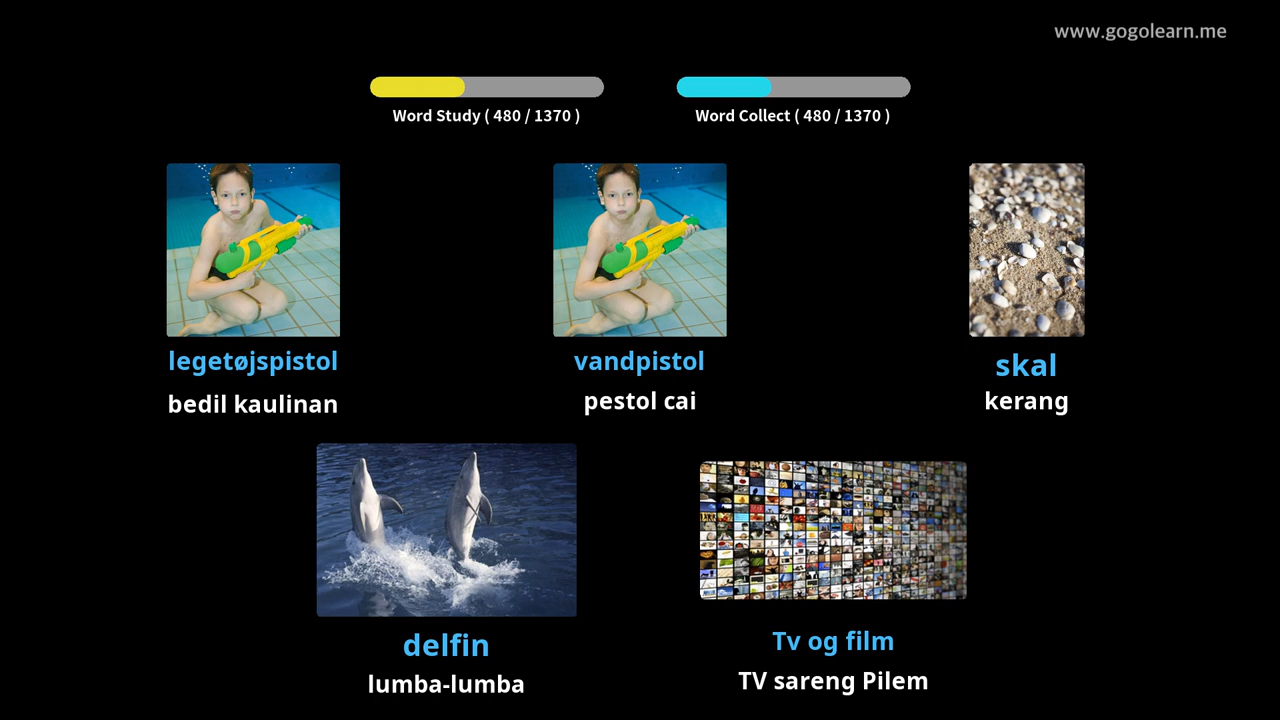 www.gogolearn.me
Word Study ( 480 / 1370 )
Word Collect ( 480 / 1370 )
legetøjspistol
bedil kaulinan
vandpistol
pestol cai
skal
kerang
delfin
lumba-lumba
Tv og film
TV sareng Pilem